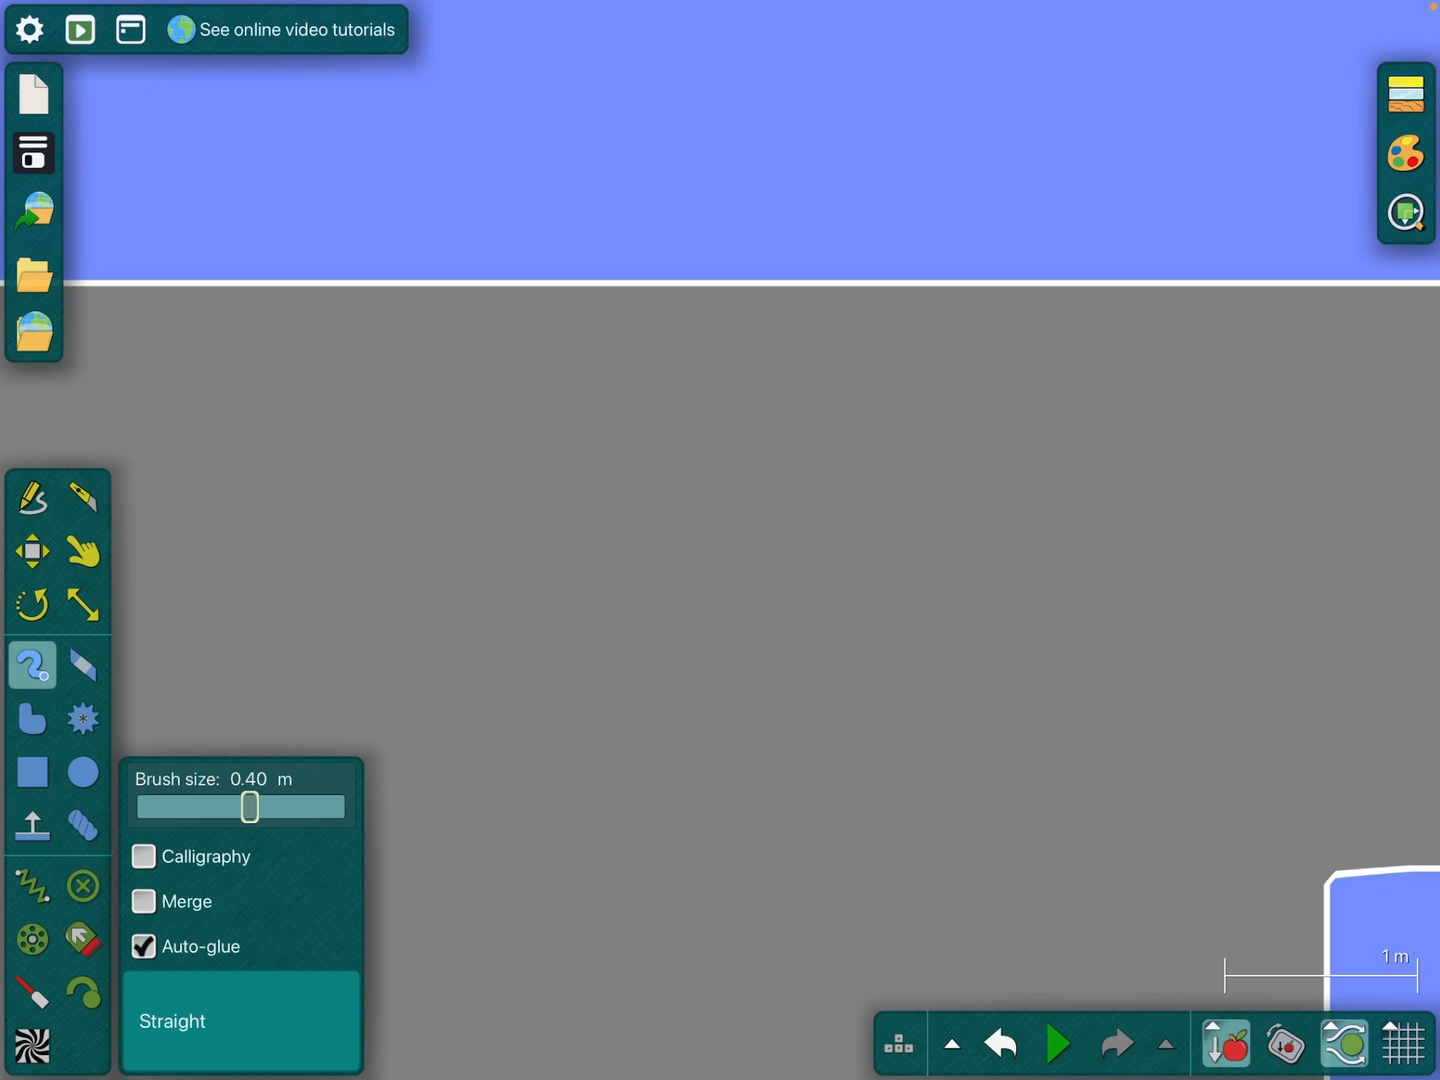 See online video tutorials
Brush size: 0.40 m
Calligraphy
Merge
Auto-glue
Straight
1 m